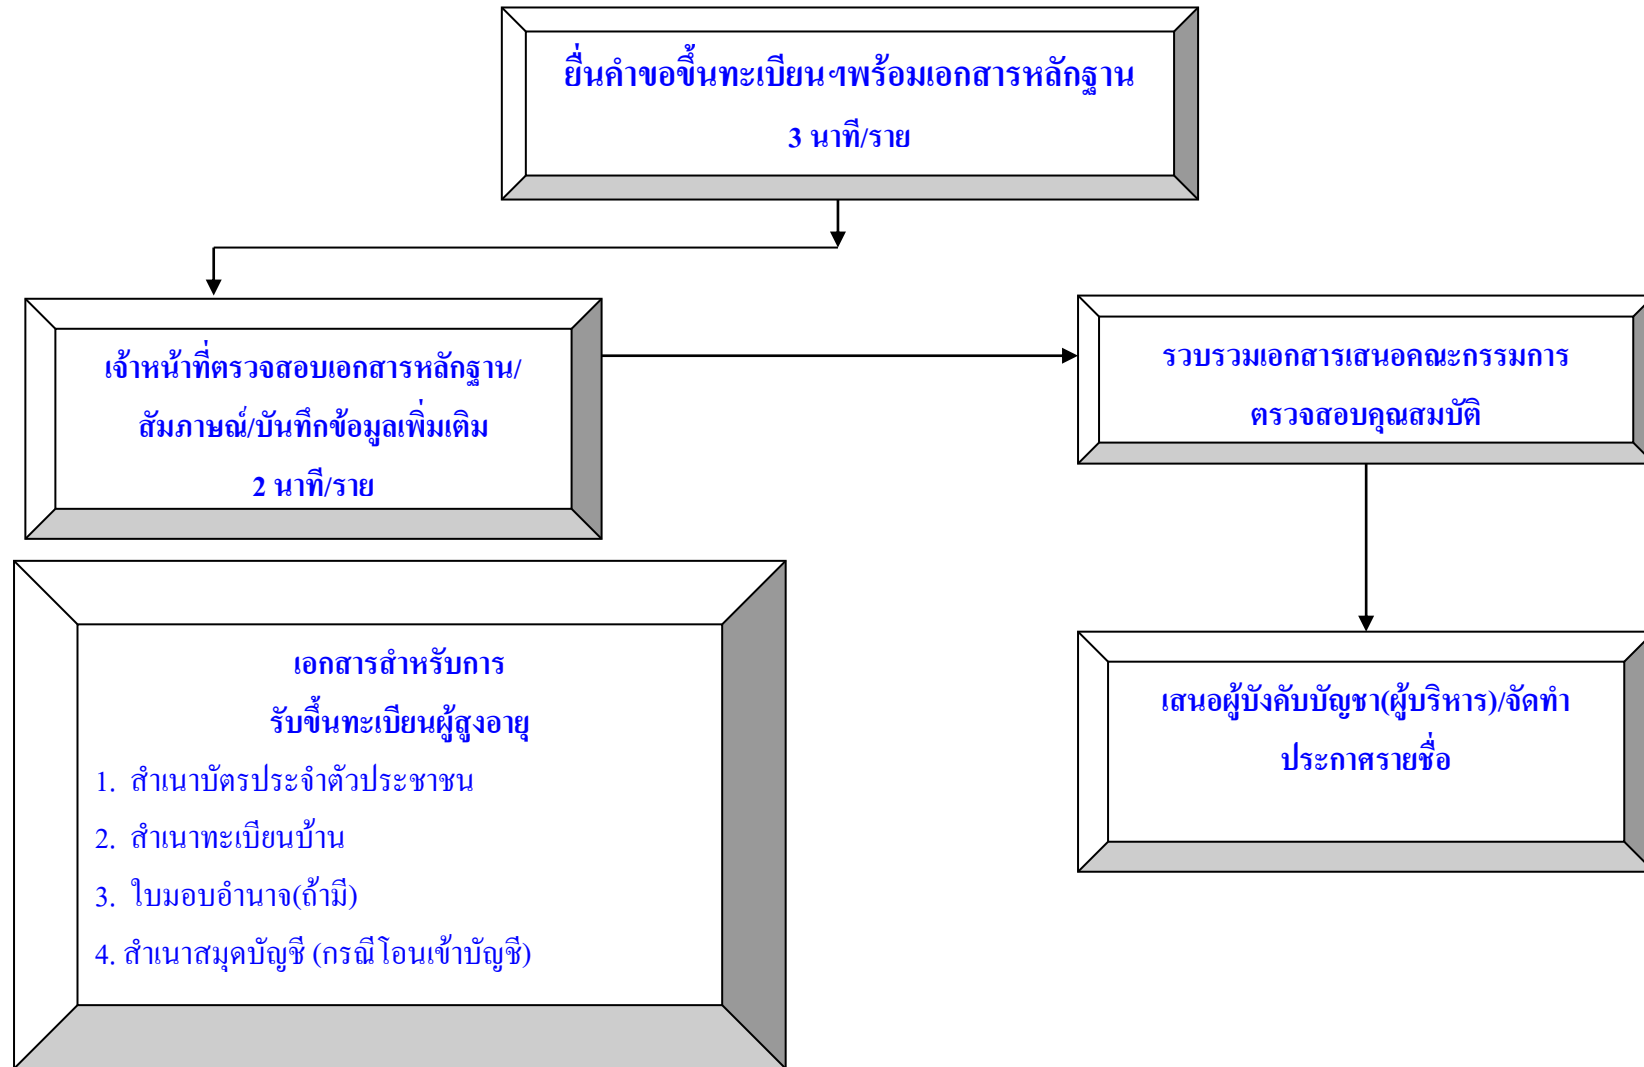 ยื่นคำขอขึ้นทะเบียนฯพร้อมเอกสารหลักฐาน
3 นาที/ราย
เจ้าหน้าที่ตรวจสอบเอกสารหลักฐาน/
สัมภาษณ์/บันทึกข้อมูลเพิ่มเติม
2 นาที/ราย
รวบรวมเอกสารเสนอคณะกรรมการ
ตรวจสอบคุณสมบัติ
เอกสารสำหรับการ
รับขึ้นทะเบียนผู้สูงอายุ
1. สำเนาบัตรประจำตัวประชาชน
2. สำเนาทะเบียนบ้าน
3. ใบมอบอำนาจ(ถ้ามี)
4. สำเนาสมุดบัญชี (กรณีโอนเข้าบัญชี)
เสนอผู้บังคับบัญชา(ผู้บริหาร)/จัดทำ
ประกาศรายชื่อ